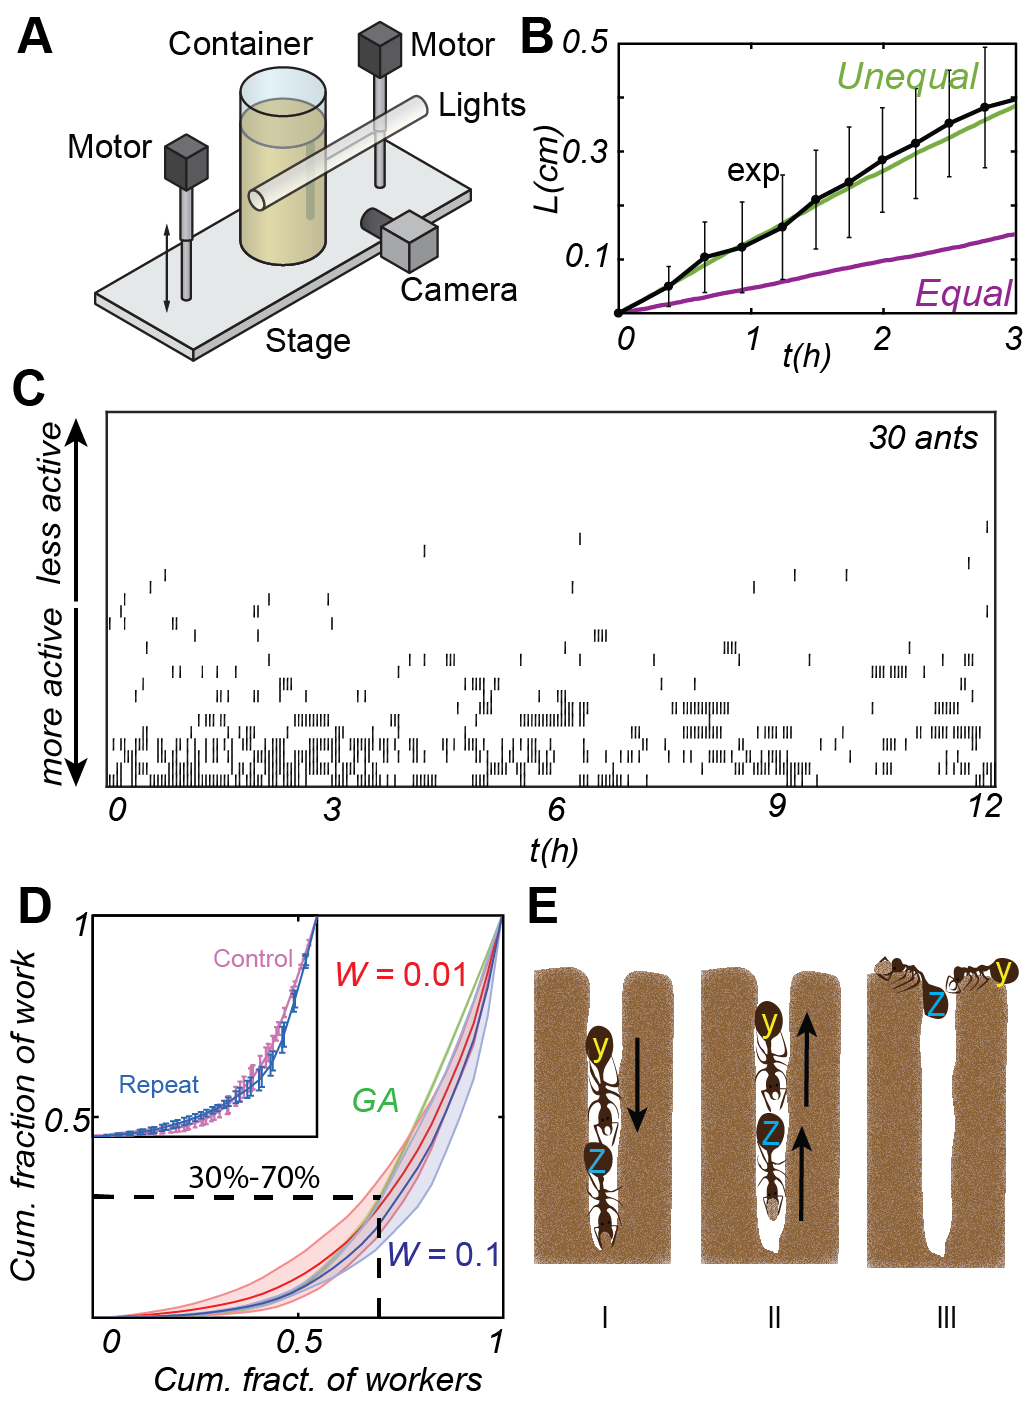 A
Container
Motor
Lights
Motor
Camera
Stage
B
0.5
Unequal
0.3
L(cm)
exp
0.1
Equal
0 1 2 3
t(h)
C
30 ants
less active
more active
0 3 6 9 12
t(h)
D
1
Control
W = 0.01
Repeat
GA
0.5
30%-70%
W = 0.1
Cum. fraction of work
0 0.5 1
Cum. fract. of workers
E
y y z y
z z
I II III